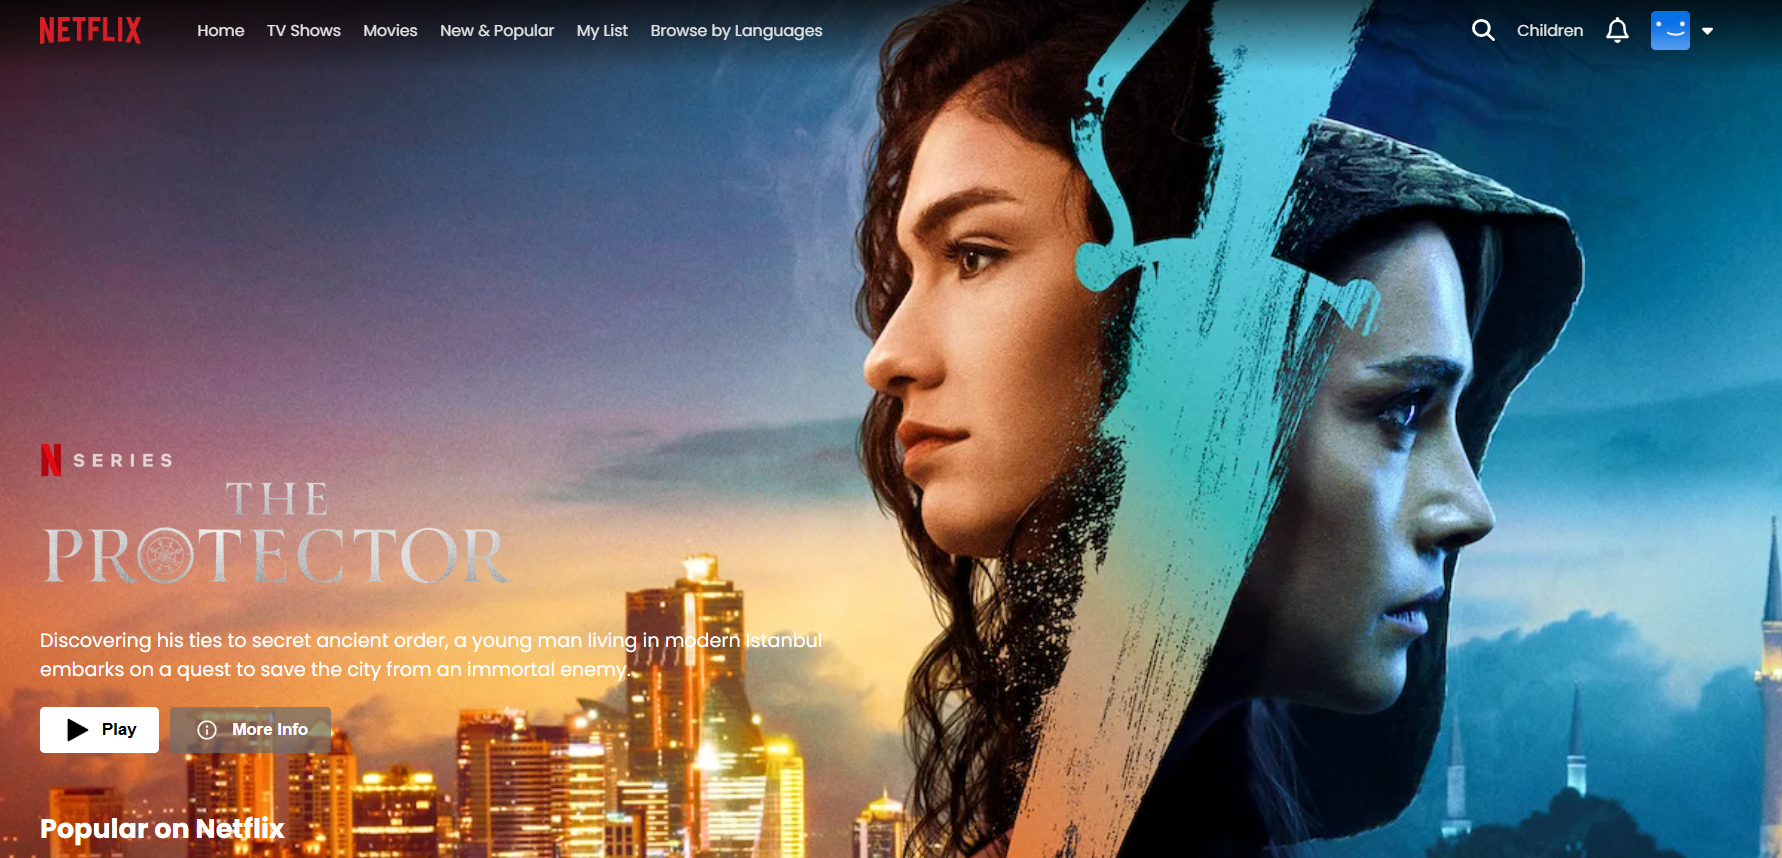 NETFLIX
Home TV Shows Movies New & Popular My List Browse by Languages
Children
N SERIES
THE
PROTECTOR
Discovering his ties to secret ancient order, a young man living in modern Istanbul
embarks on a quest to save the city from an immortal enemy.
Play
More Info
Popular on Netflix